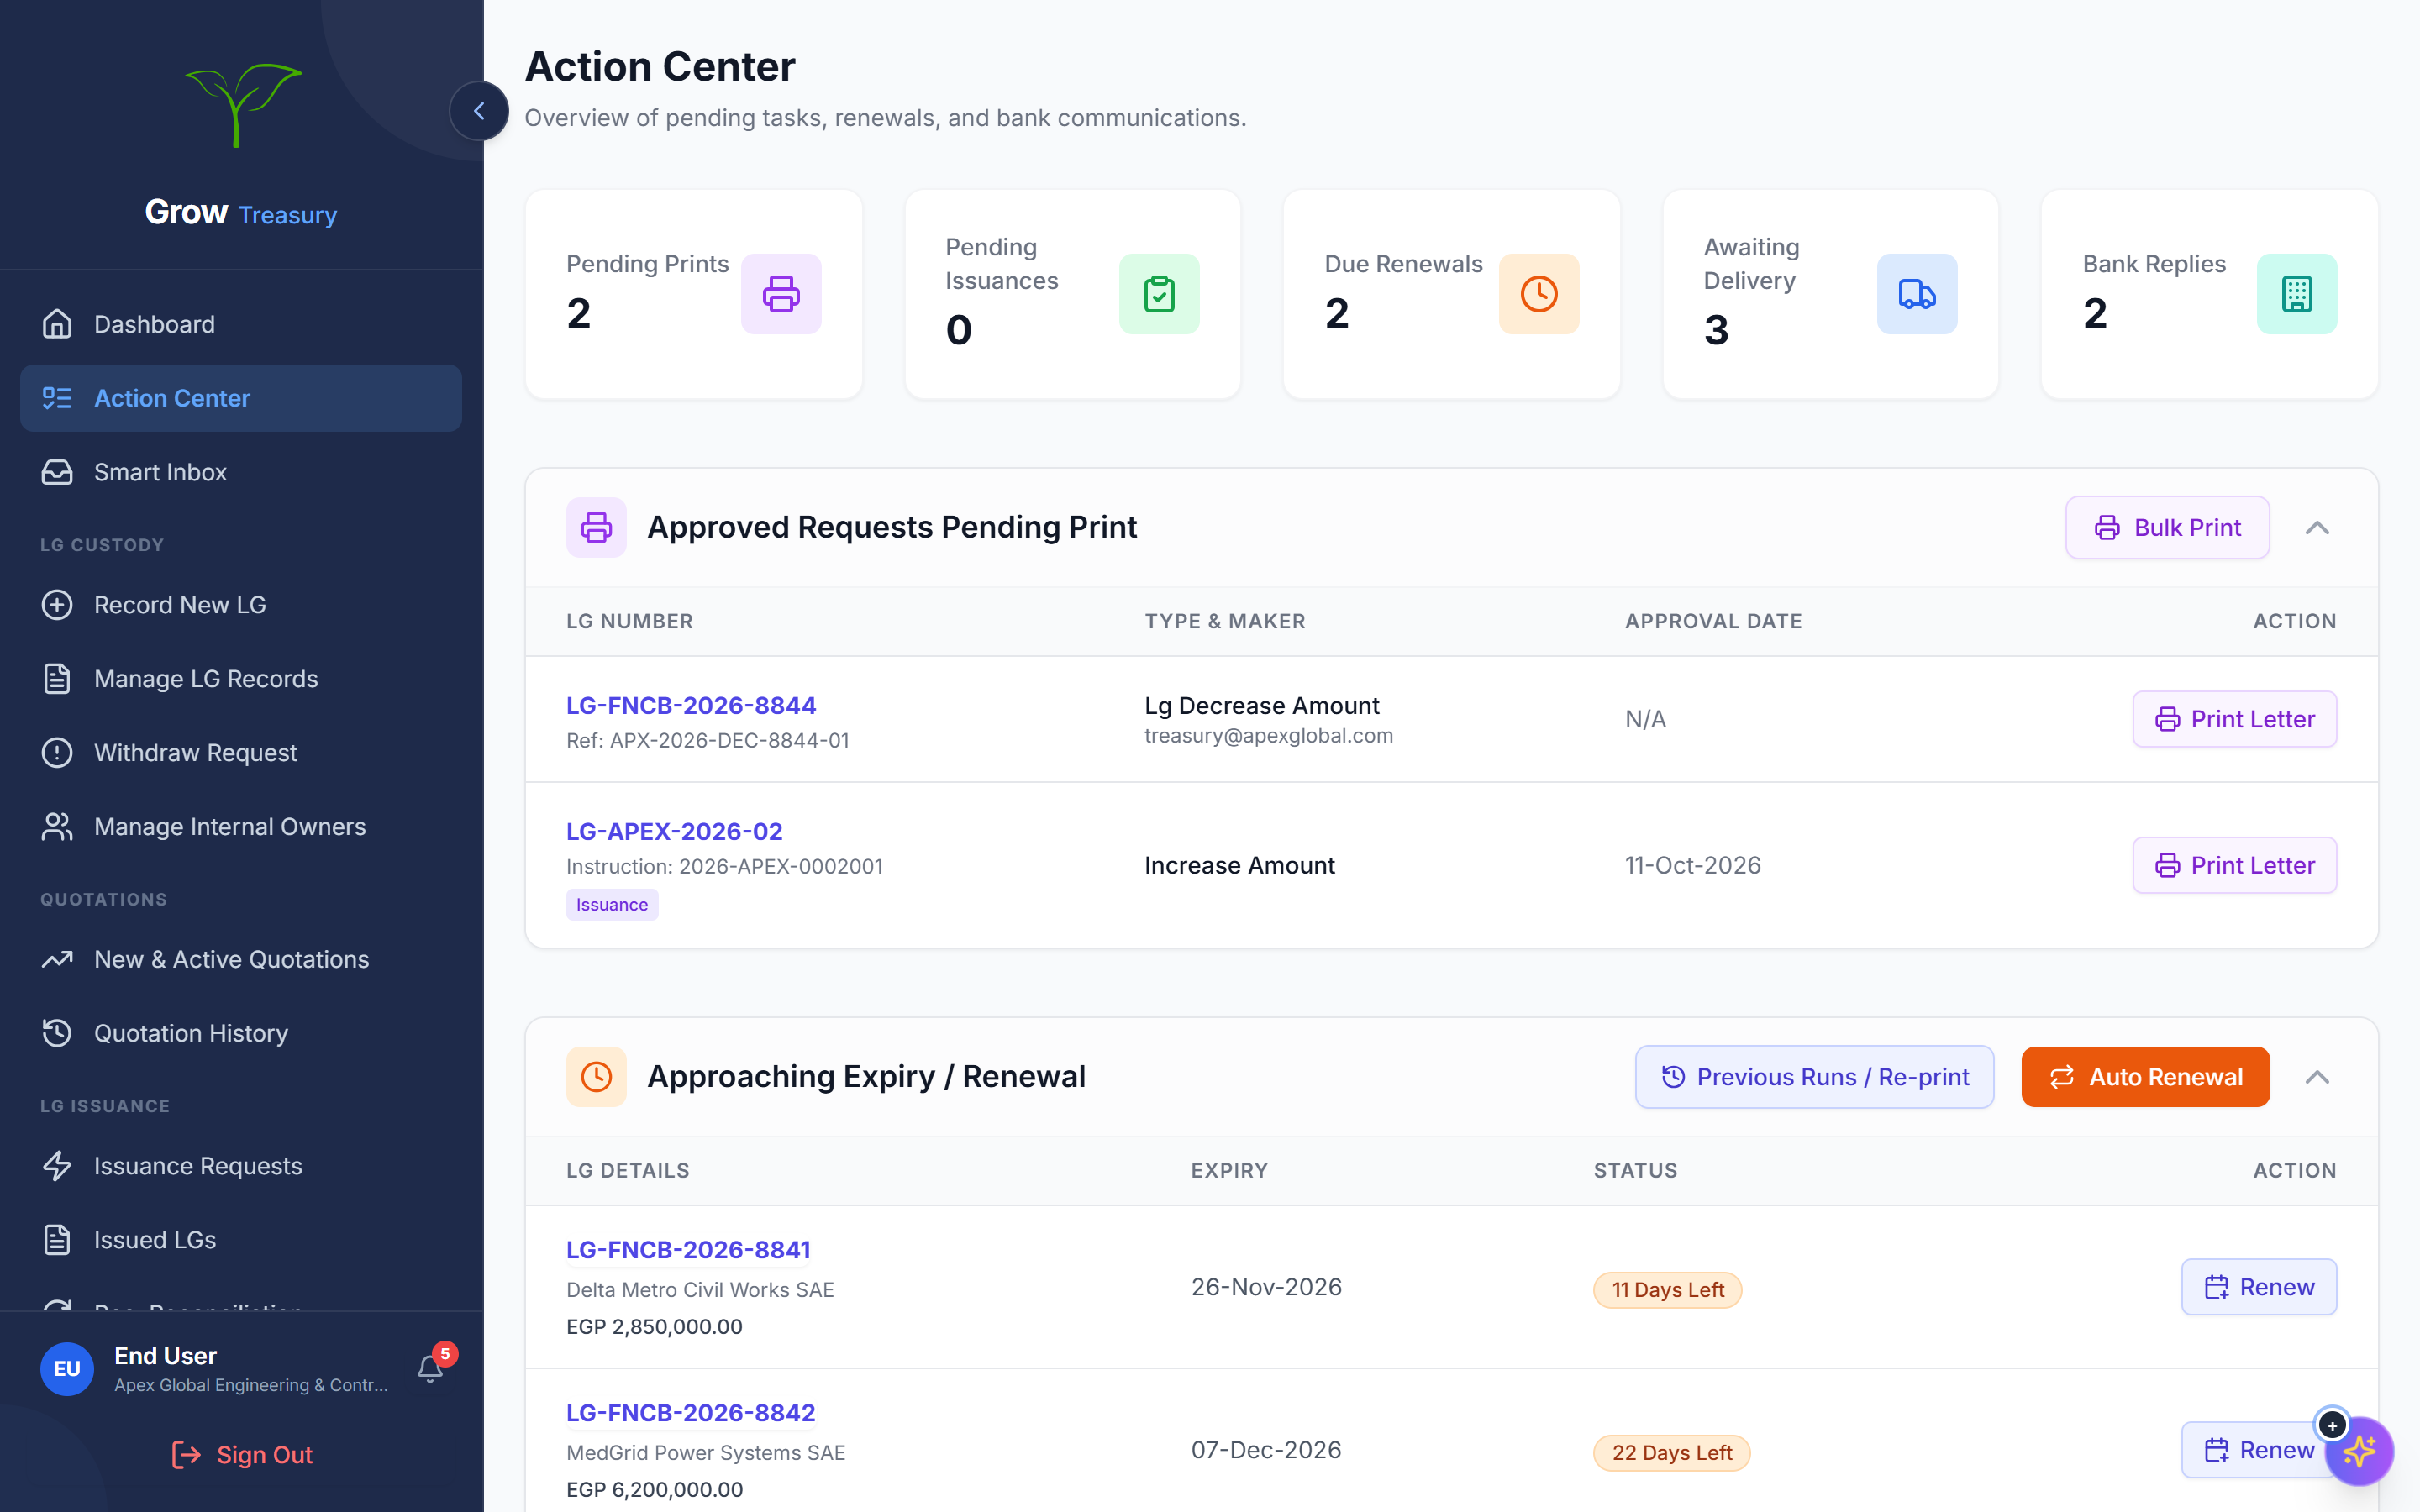 Grow Treasury
Dashboard
Action Center
Smart Inbox
LG CUSTODY
Record New LG
Manage LG Records
Withdraw Request
Manage Internal Owners
QUOTATIONS
New & Active Quotations
Quotation History
LG ISSUANCE
Issuance Requests
Issued LGs
EU
End User
Apex Global Engineering & Contr...
5
Sign Out
Action Center
Overview of pending tasks, renewals, and bank communications.
Pending Prints
2
Pending
Issuances
0
Due Renewals
2
Awaiting
Delivery
3
Bank Replies
2
Approved Requests Pending Print
Bulk Print
LG NUMBER TYPE & MAKER APPROVAL DATE ACTION
LG-FNCB-2026-8844
Ref: APX-2026-DEC-8844-01
Lg Decrease Amount
treasury@apexglobal.com
N/A
Print Letter
LG-APEX-2026-02
Instruction: 2026-APEX-0002001
Issuance
Increase Amount
11-Oct-2026
Print Letter
Approaching Expiry / Renewal
Previous Runs / Re-print
Auto Renewal
LG DETAILS EXPIRY STATUS ACTION
LG-FNCB-2026-8841
Delta Metro Civil Works SAE
EGP 2,850,000.00
26-Nov-2026
11 Days Left
Renew
LG-FNCB-2026-8842
MedGrid Power Systems SAE
EGP 6,200,000.00
07-Dec-2026
22 Days Left
Renew
+